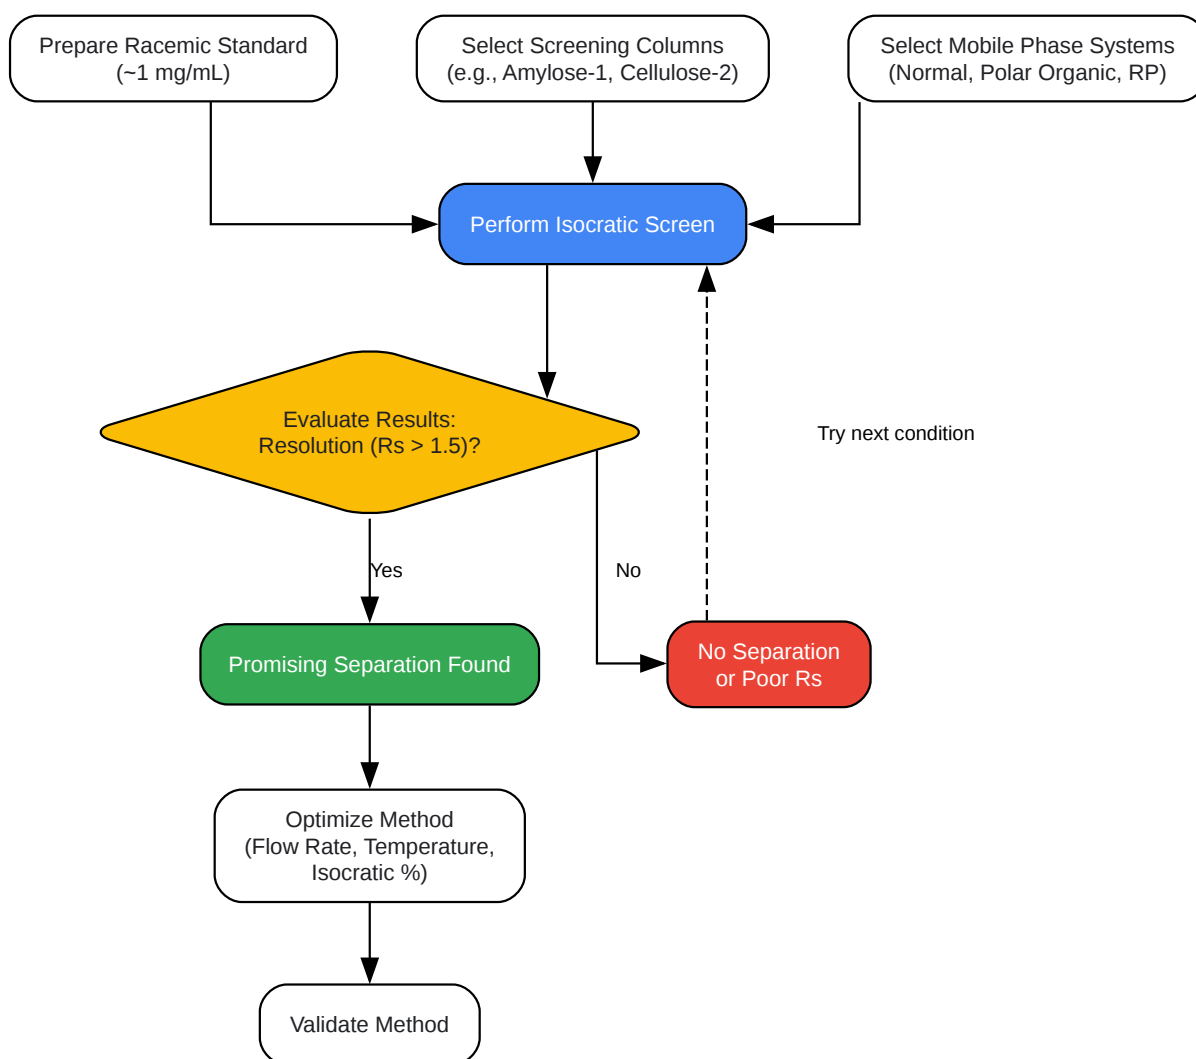 Prepare Racemic Standard
(~1 mg/mL)
Select Screening Columns
(e.g., Amylose-1, Cellulose-2)
Select Mobile Phase Systems
(Normal, Polar Organic, RP)
Perform Isocratic Screen
Evaluate Results:
Resolution (Rs > 1.5)?
Try next condition
Yes
No
Promising Separation Found
No Separation
or Poor Rs
Optimize Method
(Flow Rate, Temperature,
Isocratic %)
Validate Method